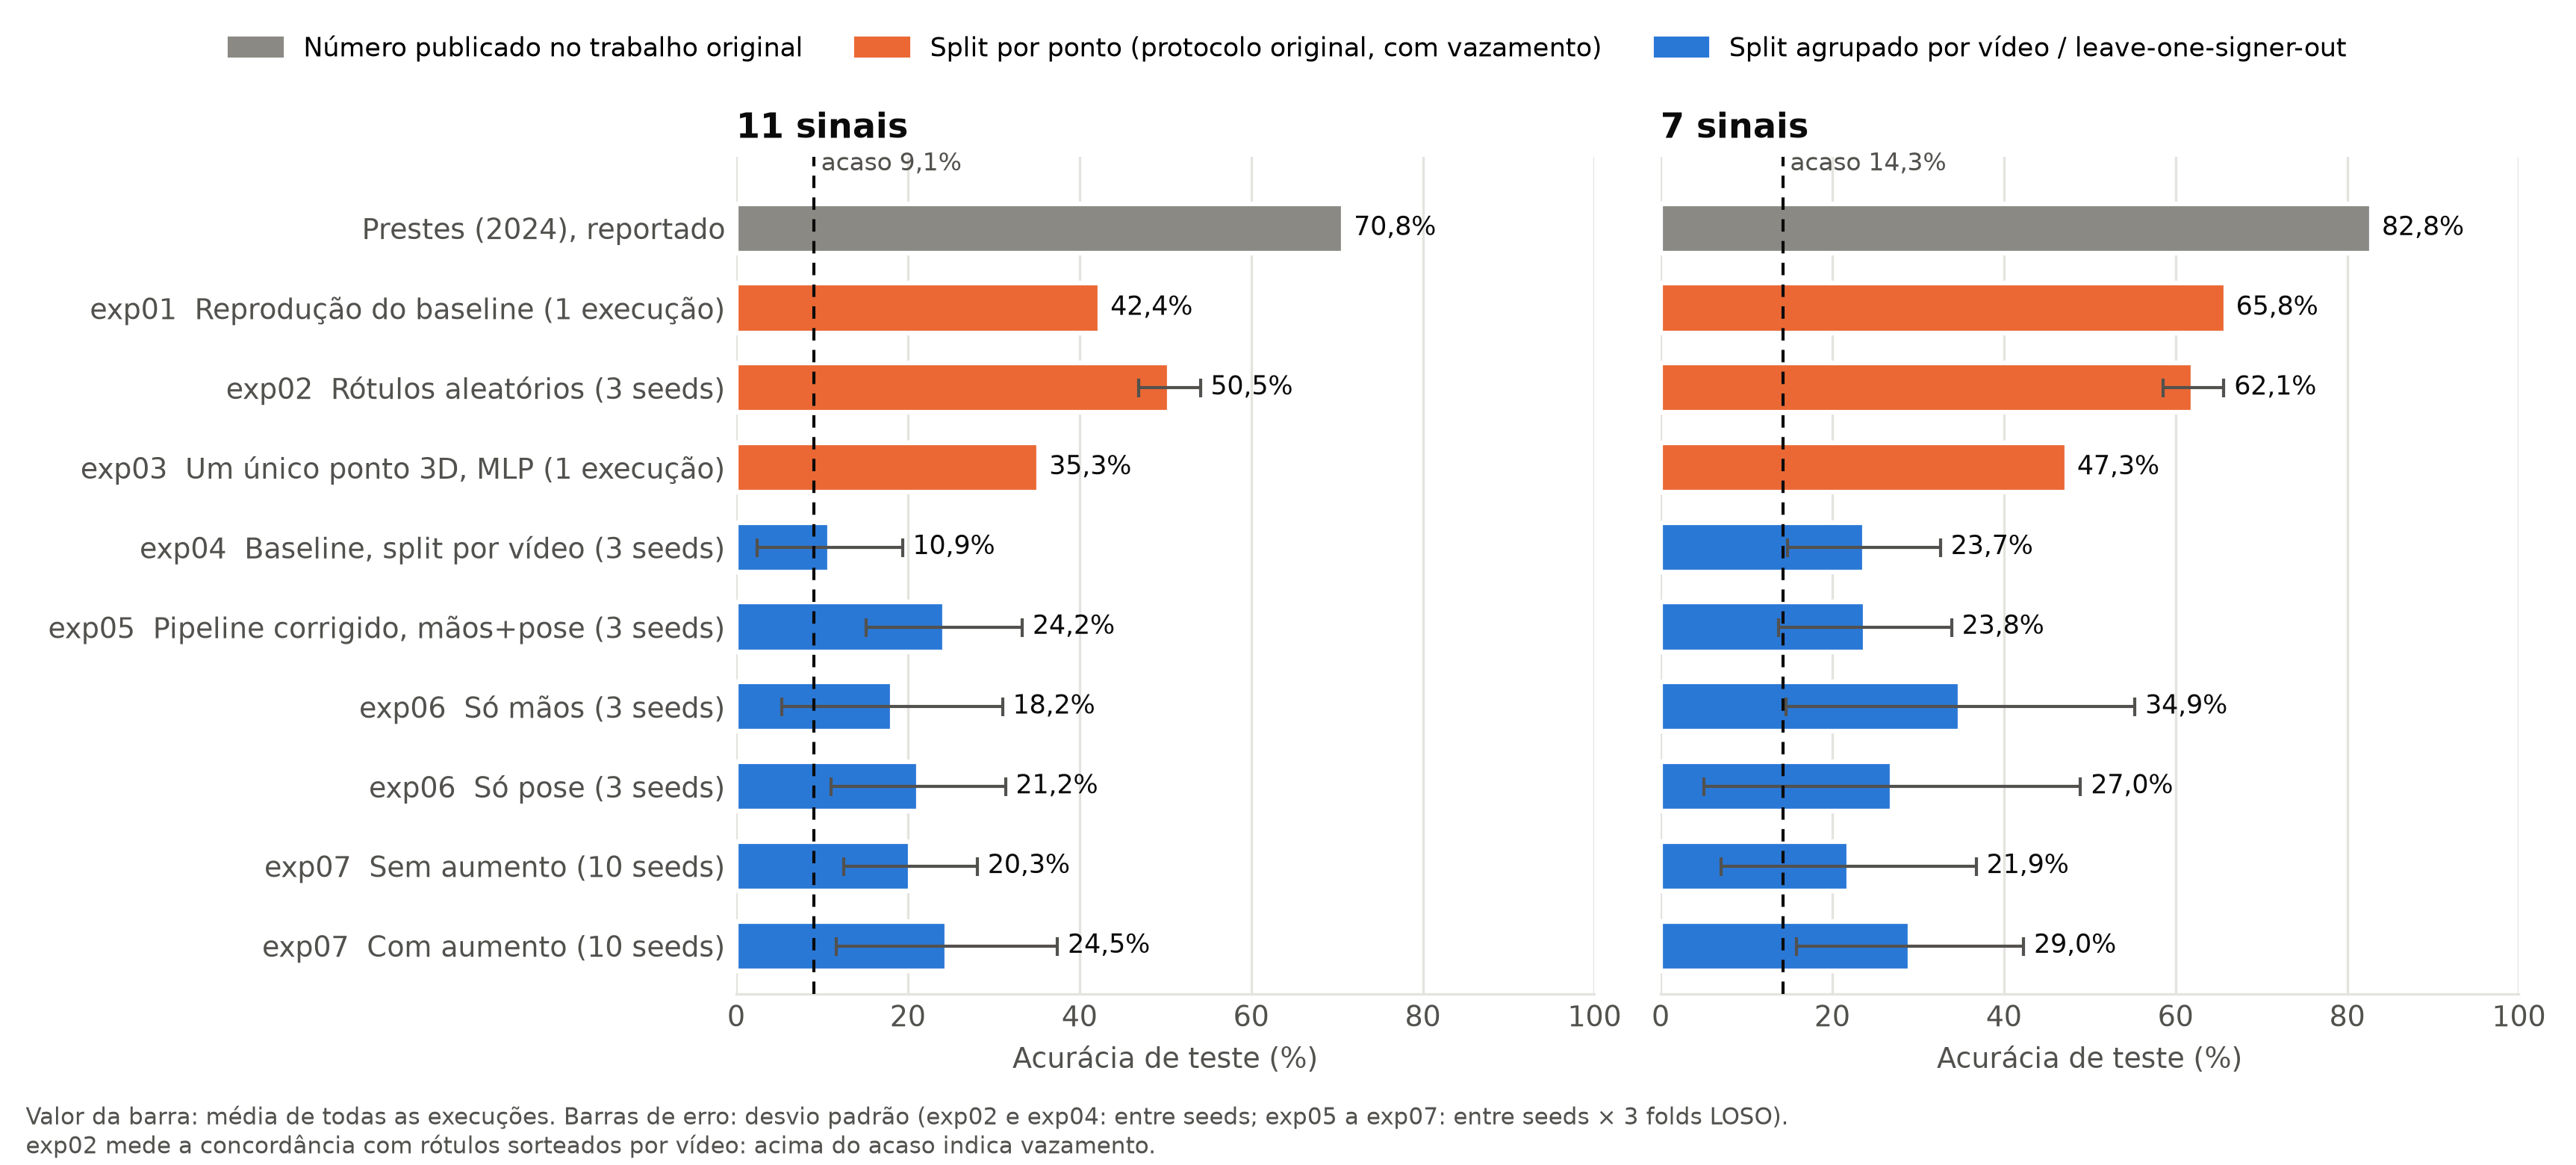 Número publicado no trabalho original
Split por ponto (protocolo original, com vazamento)
Split agrupado por vídeo / leave-one-signer-out
11 sinais
7 sinais
acaso 9,1%
acaso 14,3%
Prestes (2024), reportado
70,8%
82,8%
exp01 Reprodução do baseline (1 execução)
42,4%
65,8%
exp02 Rótulos aleatórios (3 seeds)
50,5%
62,1%
exp03 Um único ponto 3D, MLP (1 execução)
35,3%
47,3%
exp04 Baseline, split por vídeo (3 seeds)
10,9%
23,7%
exp05 Pipeline corrigido, mãos+pose (3 seeds)
24,2%
23,8%
exp06 Só mãos (3 seeds)
18,2%
34,9%
exp06 Só pose (3 seeds)
21,2%
27,0%
exp07 Sem aumento (10 seeds)
20,3%
21,9%
exp07 Com aumento (10 seeds)
24,5%
29,0%
0 20 40 60 80 100
0 20 40 60 80 100
Acurácia de teste (%)
Acurácia de teste (%)
Valor da barra: média de todas as execuções. Barras de erro: desvio padrão (exp02 e exp04: entre seeds; exp05 a exp07: entre seeds × 3 folds LOSO).
exp02 mede a concordância com rótulos sorteados por vídeo: acima do acaso indica vazamento.